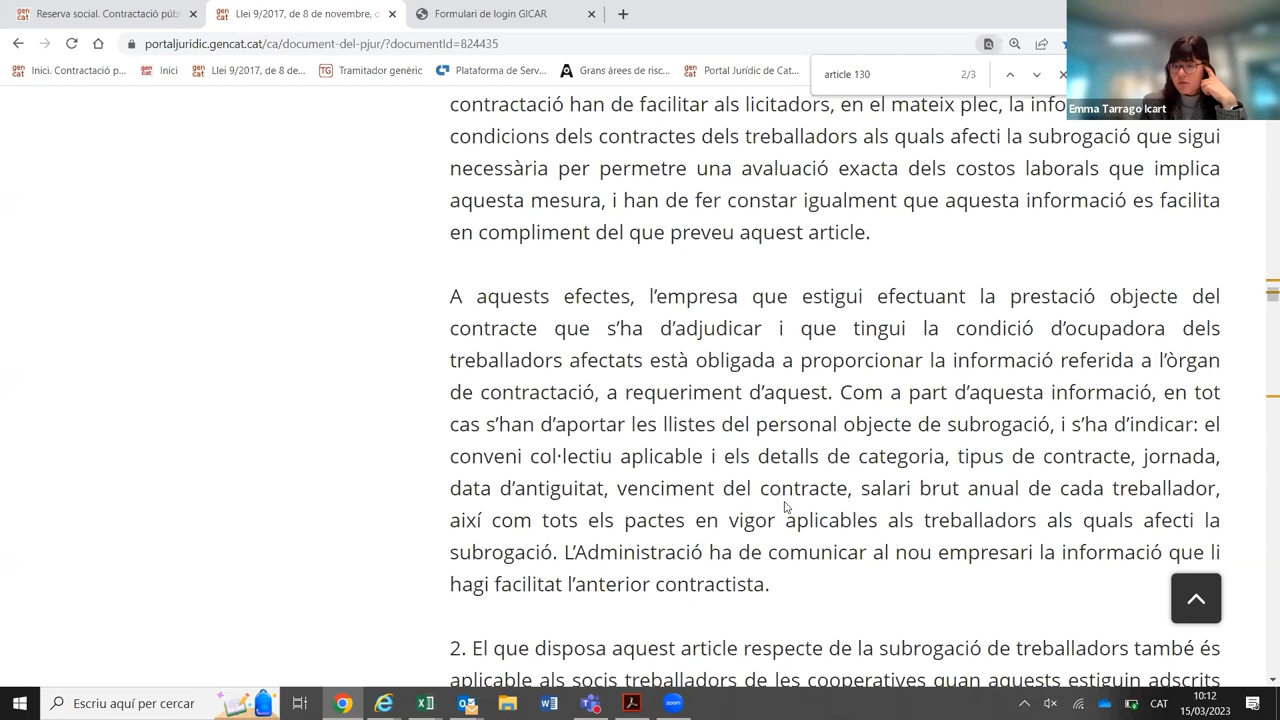 Reserva social. Contractació púb
Llei 9/2017, de 8 de novembre, d
Formulari de login GICAR
portaljuridic.gencat.cat/ca/document-del-pjur/?documentId=824435
Inici. Contractació p...
Inici
Llei 9/2017, de 8 de...
Tramitador genèric
Plataforma de Serv...
Grans àrees de risc...
Portal Jurídic de Cat...
article 130
2/3
Emma Tarrago Icart
contractació han de facilitar als licitadors, en el mateix plec, la
condicions dels contractes dels treballadors als quals afecti la subrogació que sigui
necessària per permetre una avaluació exacta dels costos laborals que implica
aquesta mesura, i han de fer constar igualment que aquesta informació es facilita
en compliment del que preveu aquest article.
A aquests efectes, l’empresa que estigui efectuant la prestació objecte del
contracte que s’ha d’adjudicar i que tingui la condició d’ocupadora dels
treballadors afectats està obligada a proporcionar la informació referida a l’òrgan
de contractació, a requeriment d’aquest. Com a part d’aquesta informació, en tot
cas s’han d’aportar les llistes del personal objecte de subrogació, i s’ha d’indicar: el
conveni col·lectiu aplicable i els detalls de categoria, tipus de contracte, jornada,
data d’antiguitat, venciment del contracte, salari brut anual de cada treballador,
així com tots els pactes en vigor aplicables als treballadors als quals afecti la
subrogació. L’Administració ha de comunicar al nou empresari la informació que li
hagi facilitat l’anterior contractista.
2. El que disposa aquest article respecte de la subrogació de treballadors també és
aplicable als socis treballadors de les cooperatives quan aquests estiguin adscrits
Escriu aquí per cercar
CAT
10:12
15/03/2023